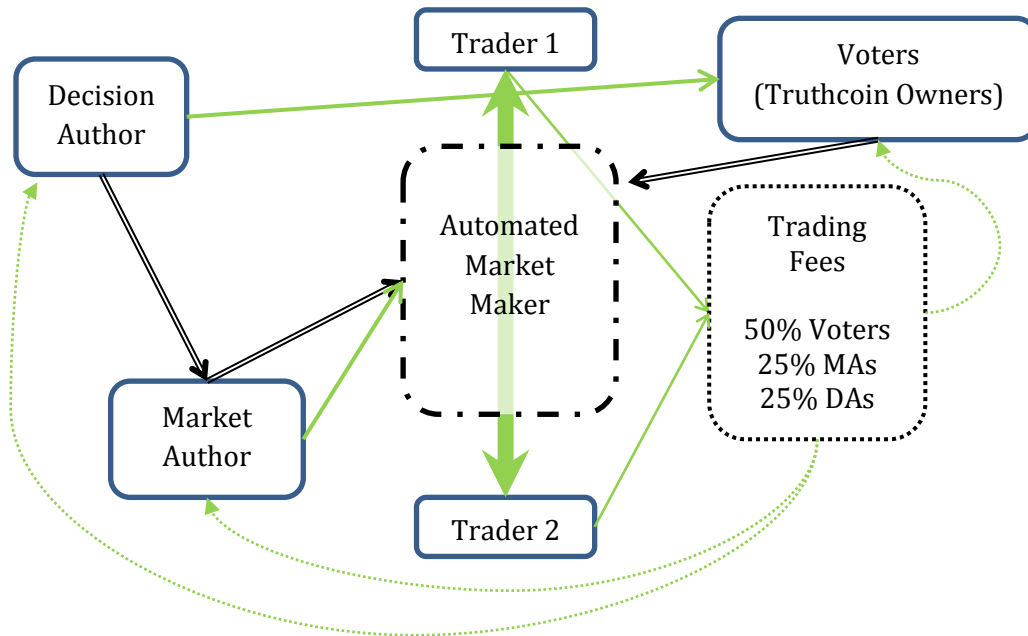 Trader 1
Decision
Author
Voters
(Truthcoin Owners)
Automated
Market
Maker
Trading
Fees
50% Voters
25% MAs
25% DAs
Market
Author
Trader 2